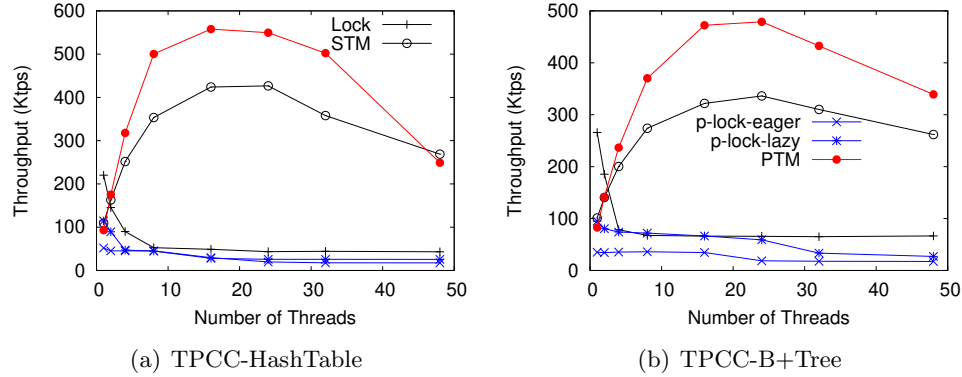 Throughput (Ktps)
600
500
400
300
200
100
0
0 10 20 30 40 50
Number of Threads
Lock
STM
(a) TPCC-HashTable
Throughput (Ktps)
500
400
300
200
100
0
0 10 20 30 40 50
Number of Threads
p-lock-eager
p-lock-lazy
PTM
(b) TPCC-B+Tree